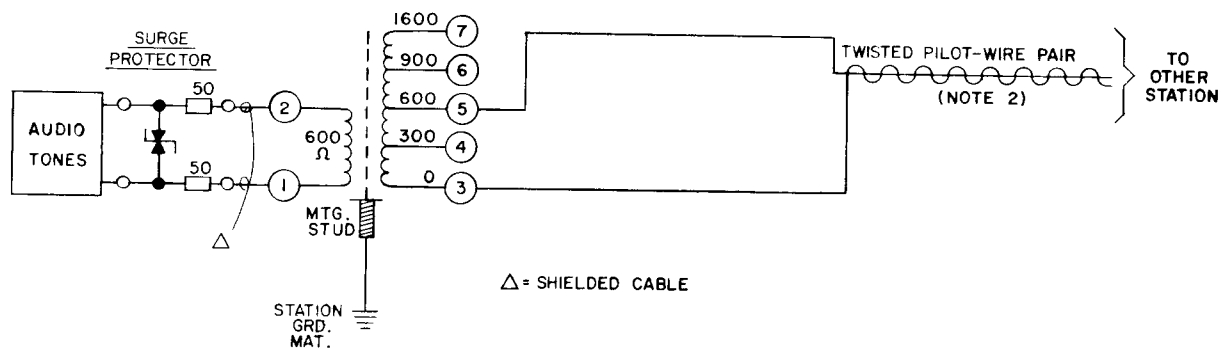 SURGE
PROTECTOR
AUDIO
TONES
50
50
2
1
600
Ω
1600
7
900
6
600
5
300
4
0
3
MTG.
STUD
STATION
GRD.
MAT.
Δ
Δ = SHIELDED CABLE
TWISTED PILOT-WIRE PAIR
(NOTE 2)
TO
OTHER
STATION